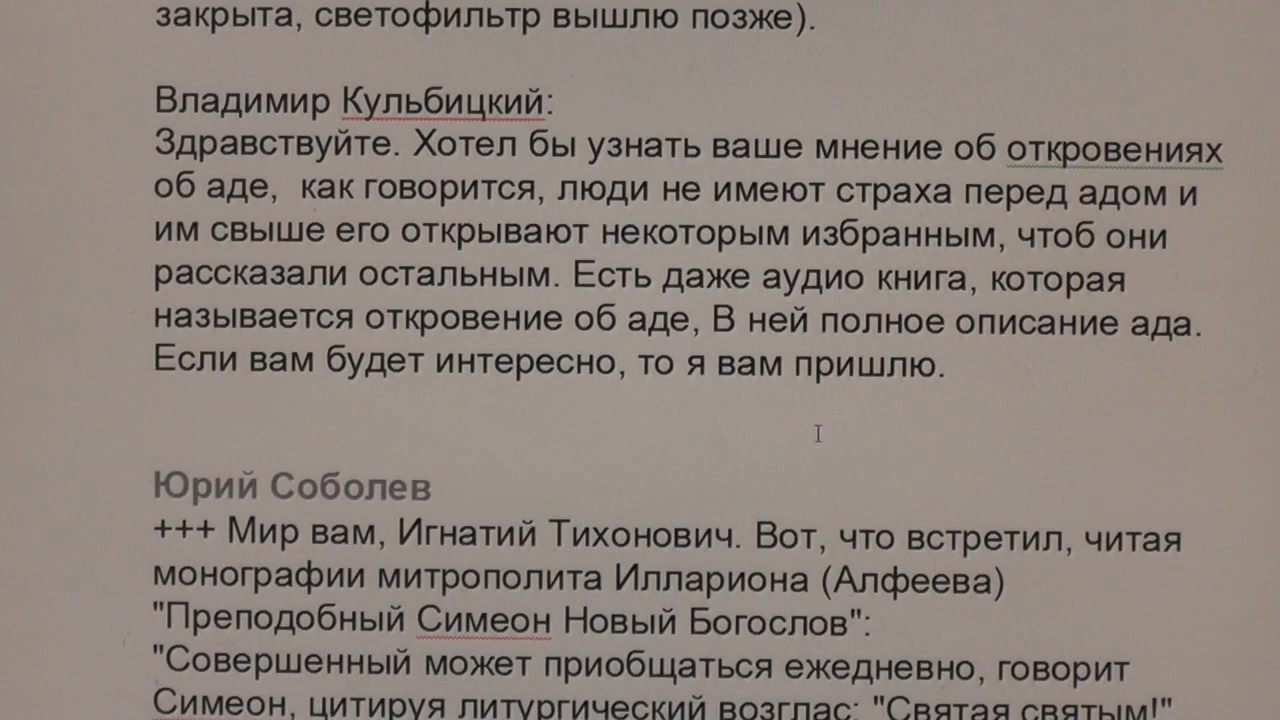 закрыта, светофильтр вышлю позже).
Владимир Кульбицкий:
Здравствуйте. Хотел бы узнать ваше мнение об откровениях
об аде,  как говорится, люди не имеют страха перед адом и
им свыше его открывают некоторым избранным, чтоб они
рассказали остальным. Есть даже аудио книга, которая
называется откровение об аде, В ней полное описание ада.
Если вам будет интересно, то я вам пришлю.
Юрий Соболев
+++ Мир вам, Игнатий Тихонович. Вот, что встретил, читая
монографии митрополита Иллариона (Алфеева)
"Преподобный Симеон Новый Богослов":
"Совершенный может приобщаться ежедневно, говорит
Симеон, цитируя литургический возглас: "Святая святым!"